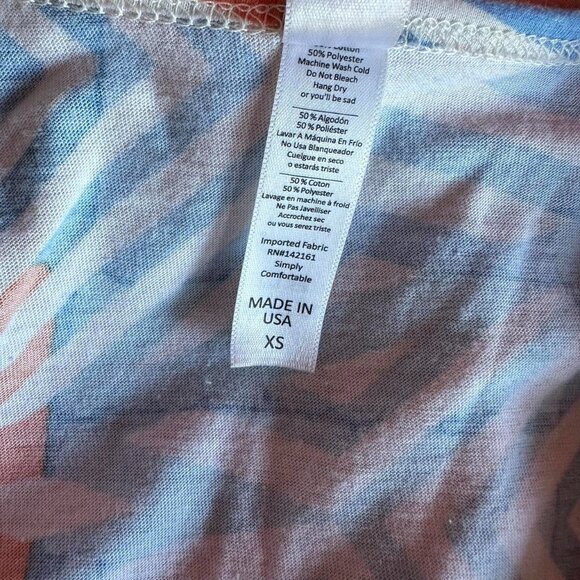 50% Cotton
50% Polyester
Machine Wash Cold
Do Not Bleach
Hang Dry
or you'll be sad
50% Algodón
50% Poliéster
Lavar A Máquina En Frío
No Usa Blanqueador
Cuelgue en seco
o estarás triste
50% Coton
50% Polyester
Lavage en machine à froid
Ne Pas Javelliser
Accrochez sec
ou vous serez triste
Imported Fabric
RN#142161
Simply
Comfortable
MADE IN
USA
XS